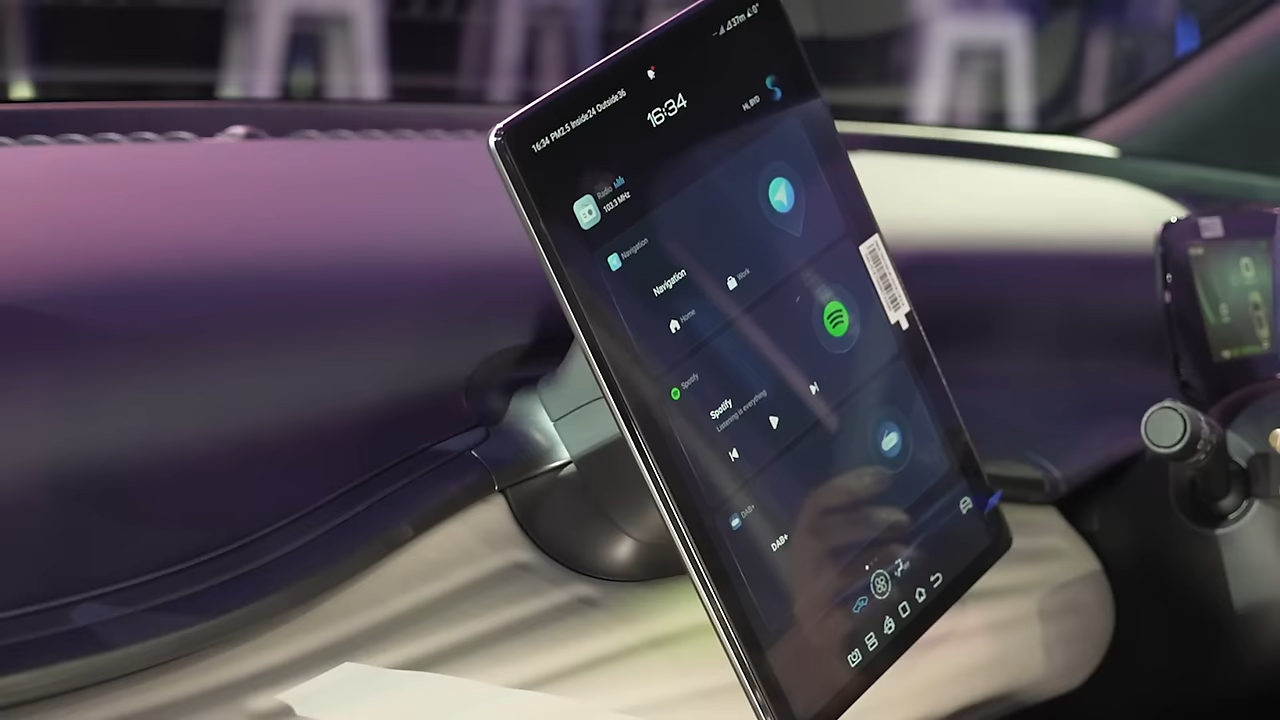 16:34 PM2.5 Inside24 Outside36
16:34
Hi, BYD
Radio
103.3 MHz
Navigation
Navigation
Home
Work
Spotify
Spotify
Listening is everything
DAB+
DAB+